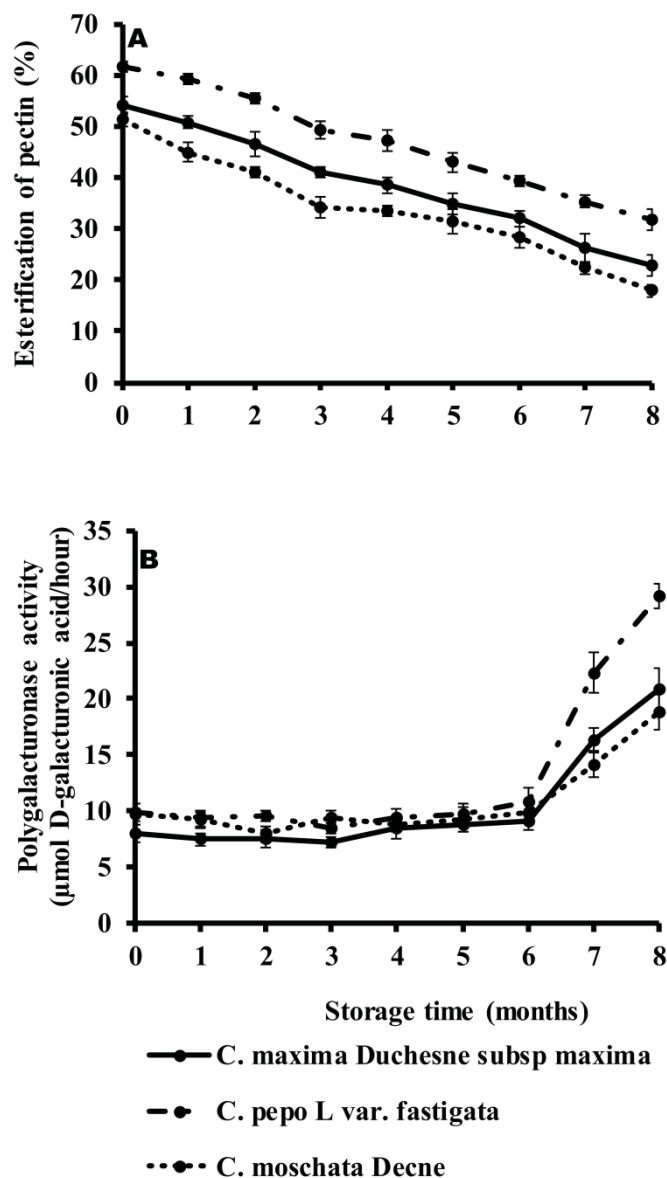 A
Esterification of pectin (%)
70
60
50
40
30
20
10
0
0 1 2 3 4 5 6 7 8
B
Polygalacturonase activity
(µmol D-galacturonic acid/hour)
35
30
25
20
15
10
5
0
0 1 2 3 4 5 6 7 8
Storage time (months)
C. maxima Duchesne subsp maxima
C. pepo L var. fastigata
C. moschata Decne